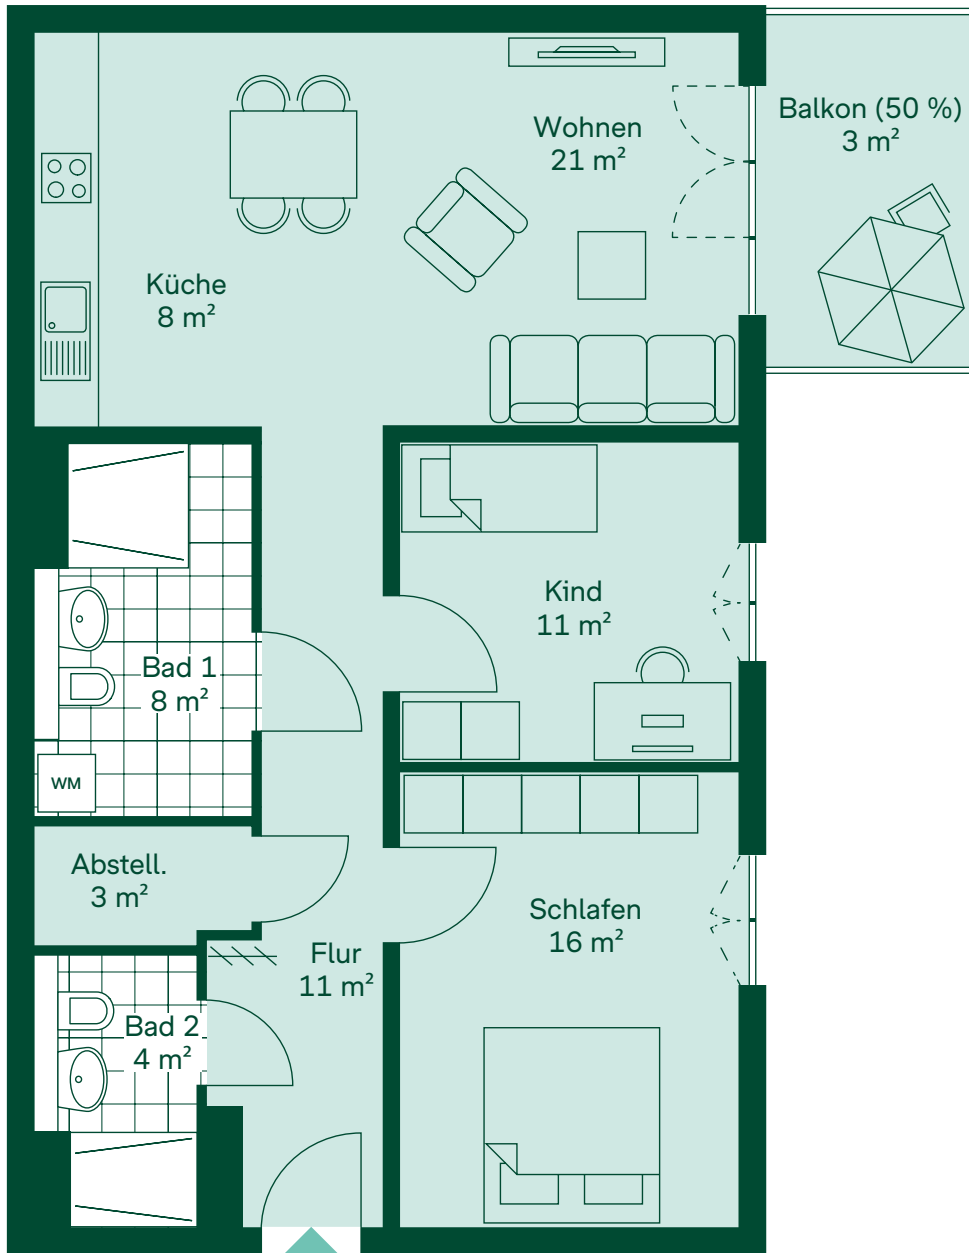 Wohnen
21 m²
Balkon (50 %)
3 m²
Küche
8 m²
Kind
11 m²
Bad 1
8 m²
WM
Abstell.
3 m²
Schlafen
16 m²
Flur
11 m²
Bad 2
4 m²